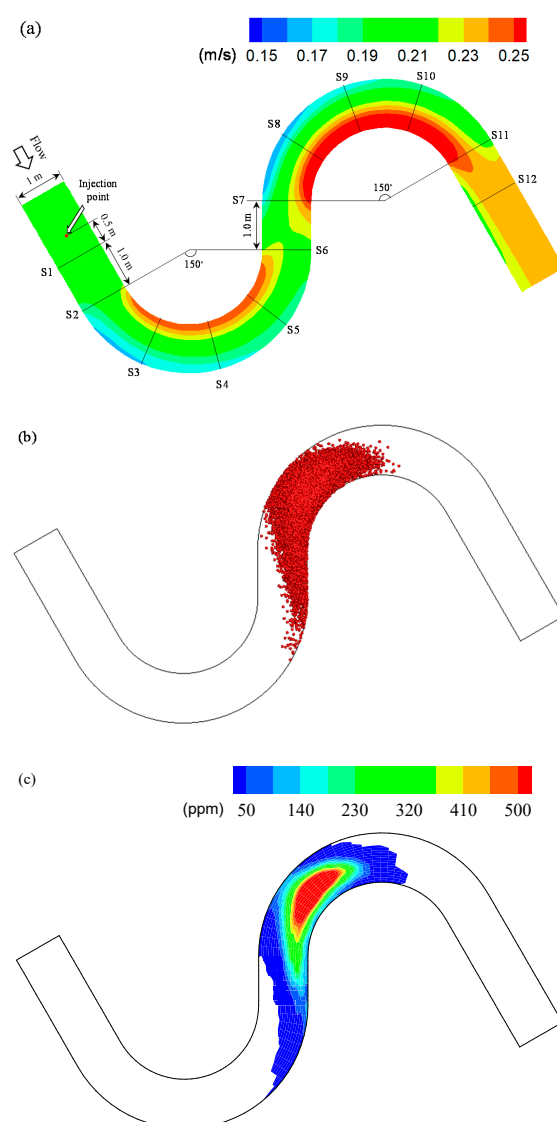 (a)
(m/s) 0.15 0.17 0.19 0.21 0.23 0.25
S9 S10
S8
S11
Flow
1 m
Injection
point
S12
S7
150°
0.5 m
1.0 m
1.0 m
S1
S6
150°
S2
S5
S3
S4
(b)
(c)
(ppm) 50 140 230 320 410 500